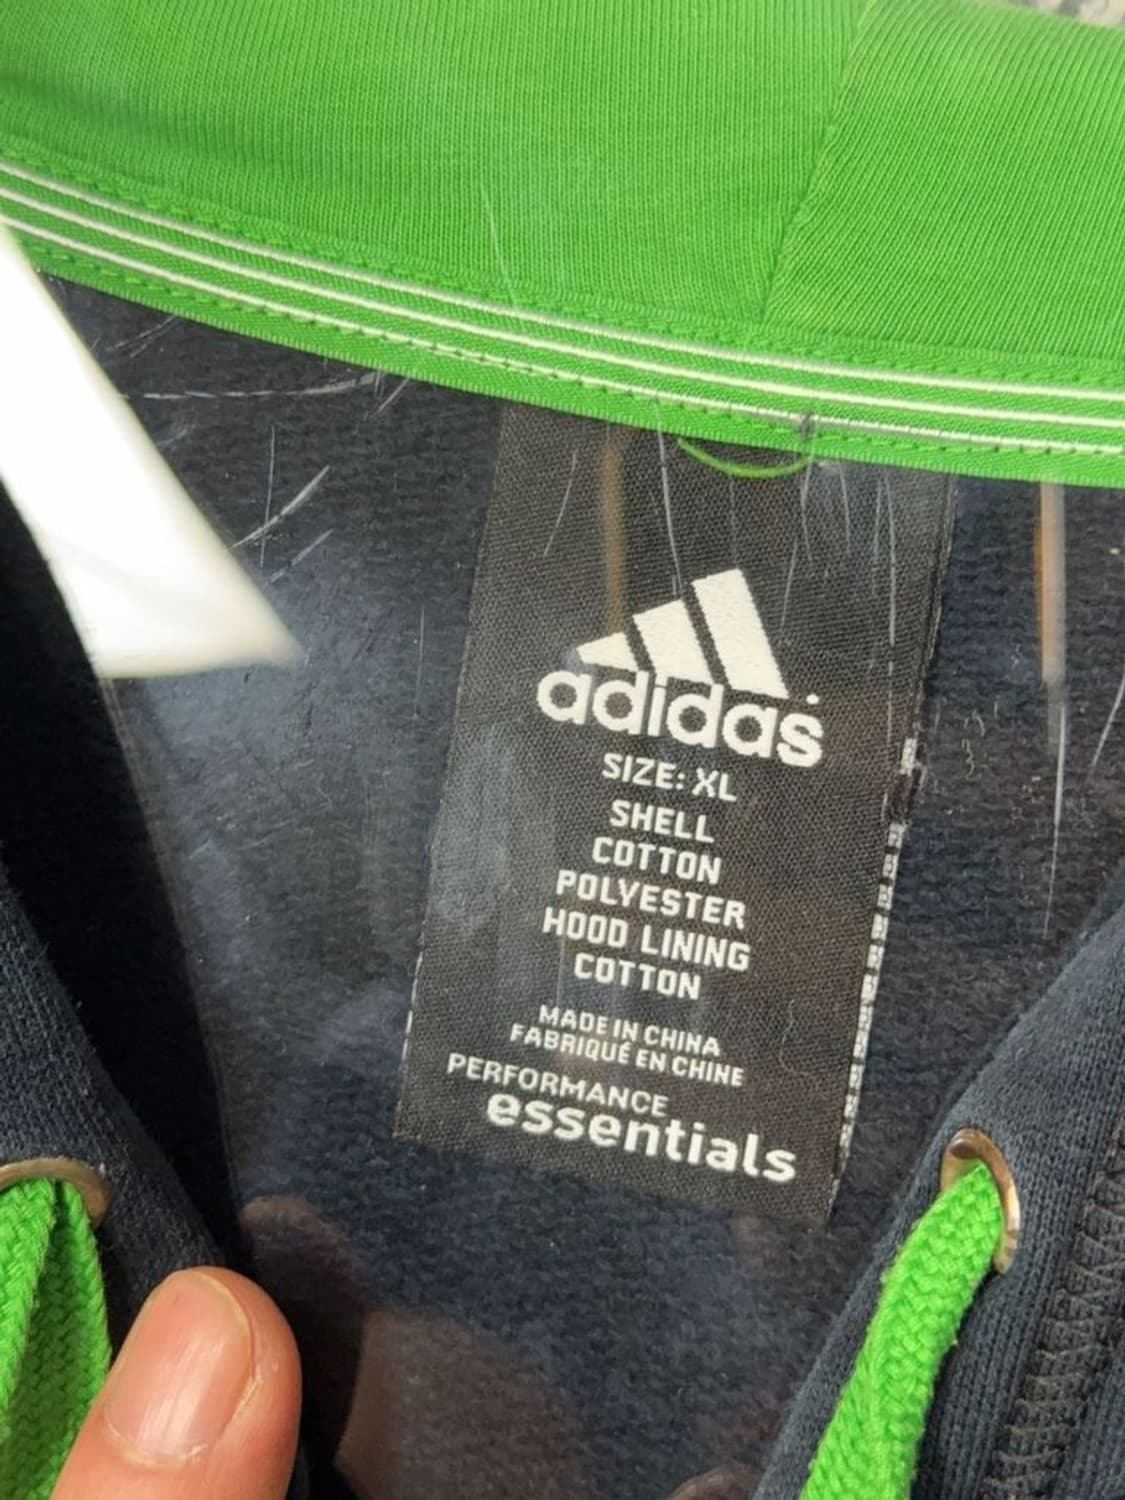 adidas
SIZE: XL
SHELL
COTTON
POLYESTER
HOOD LINING
COTTON
MADE IN CHINA
FABRIQUÉ EN CHINE
PERFORMANCE
essentials